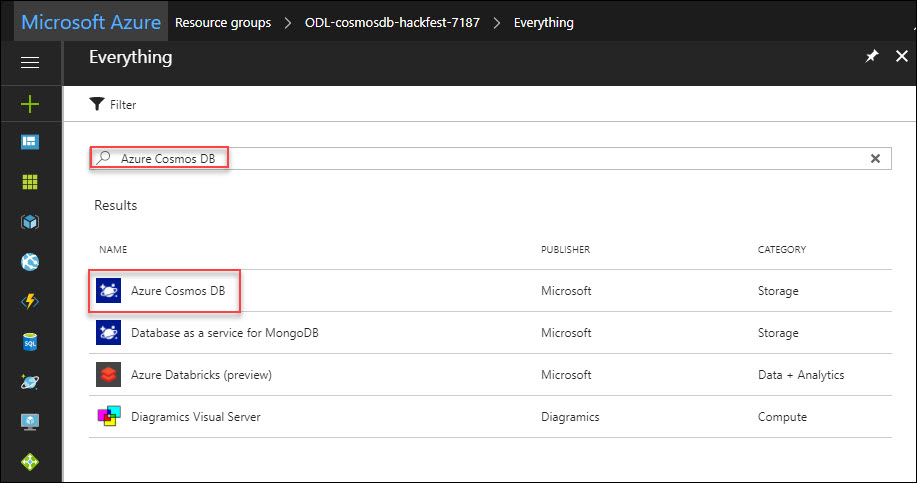 Microsoft Azure Resource groups > ODL-cosmosdb-hackfest-7187 > Everything
Everything
Filter
Azure Cosmos DB
Results
NAME PUBLISHER CATEGORY
Azure Cosmos DB Microsoft Storage
Database as a service for MongoDB Microsoft Storage
Azure Databricks (preview) Microsoft Data + Analytics
Diagramics Visual Server Diagramics Compute
SQL